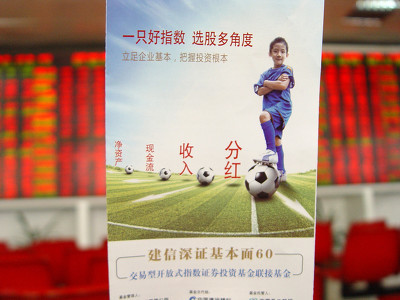 一只好指数 选股多角度
立足企业基本，把握投资根本
净资产
现金流
收入
分红
建信深证基本面60
交易型开放式指数证券投资基金联接基金